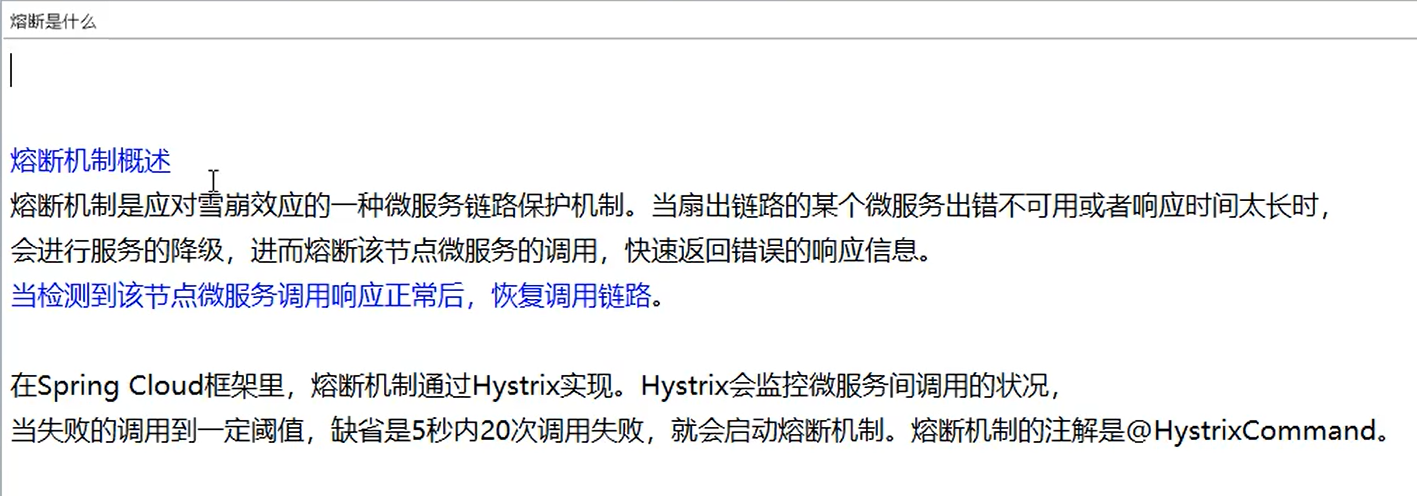 熔断是什么
熔断机制概述
熔断机制是应对雪崩效应的一种微服务链路保护机制。当扇出链路的某个微服务出错不可用或者响应时间太长时，
会进行服务的降级，进而熔断该节点微服务的调用，快速返回错误的响应信息。
当检测到该节点微服务调用响应正常后，恢复调用链路。
在Spring Cloud框架里，熔断机制通过Hystrix实现。Hystrix会监控微服务间调用的状况，
当失败的调用到一定阈值，缺省是5秒内20次调用失败，就会启动熔断机制。熔断机制的注解是@HystrixCommand。